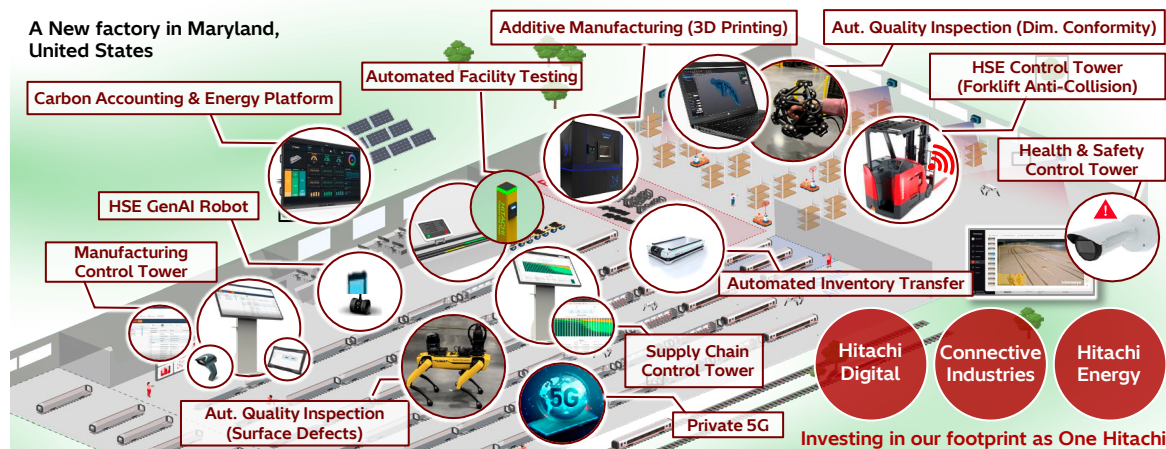 A New factory in Maryland,
United States
Additive Manufacturing (3D Printing)
Aut. Quality Inspection (Dim. Conformity)
Automated Facility Testing
HSE Control Tower
(Forklift Anti-Collision)
Carbon Accounting & Energy Platform
Health & Safety
Control Tower
HSE GenAI Robot
Manufacturing
Control Tower
Automated Inventory Transfer
Supply Chain
Control Tower
Hitachi
Digital
Connective
Industries
Hitachi
Energy
Aut. Quality Inspection
(Surface Defects)
5G
Private 5G
Investing in our footprint as One Hitachi